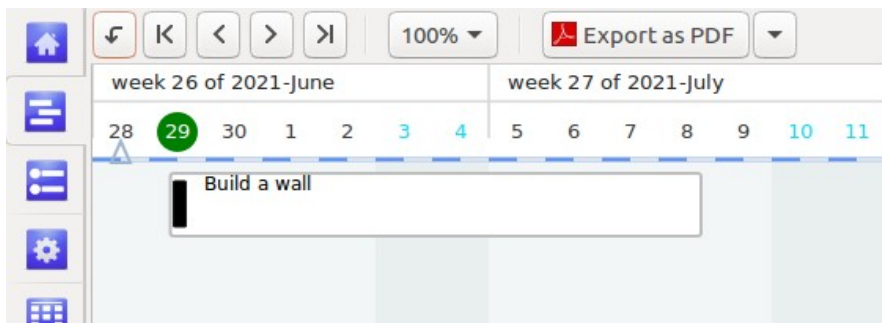 100% Export as PDF
week 26 of 2021-June week 27 of 2021-July
28 29 30 1 2 3 4 5 6 7 8 9 10 11
Build a wall